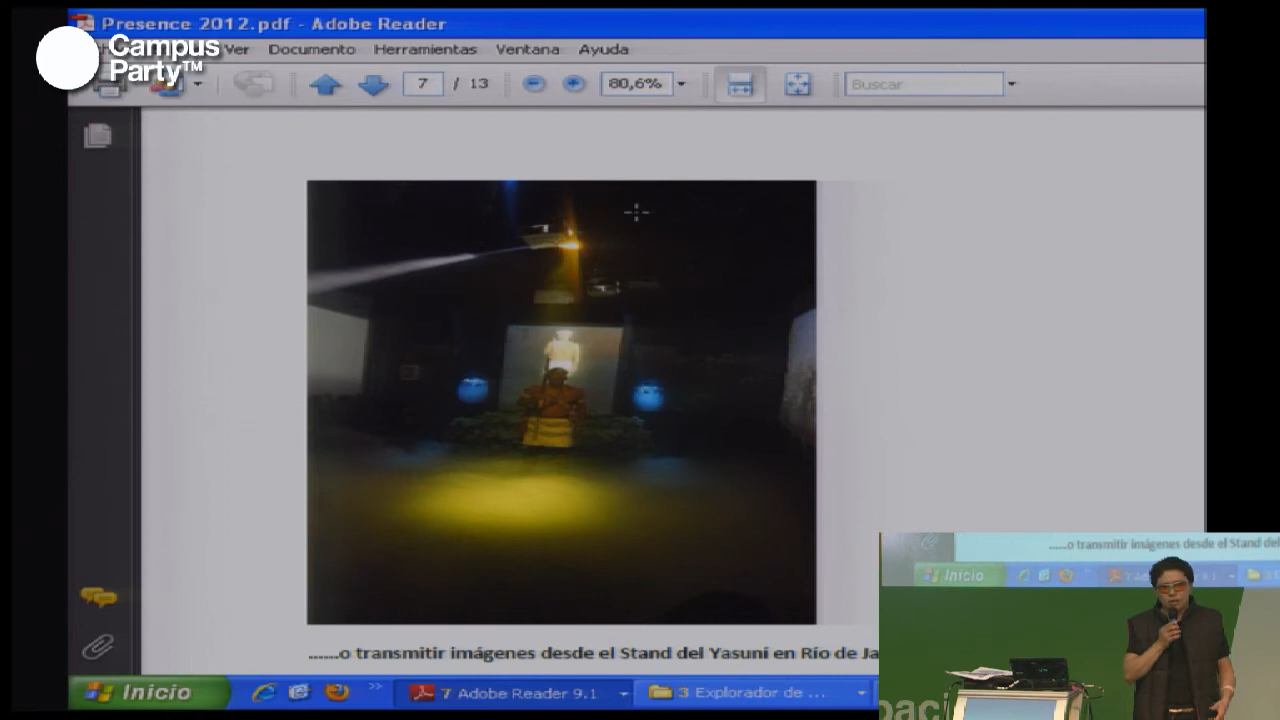 Presence 2012.pdf - Adobe Reader
Campus
Party™
Ver Documento Herramientas Ventana Ayuda
7 / 13 80,6% Buscar
......o transmitir imágenes desde el Stand del Yasuni en Río de Ja
Inicio 7 Adobe Reader 9.1 3 Explorador de ...
......o transmitir imágenes desde el Stand del
Inicio